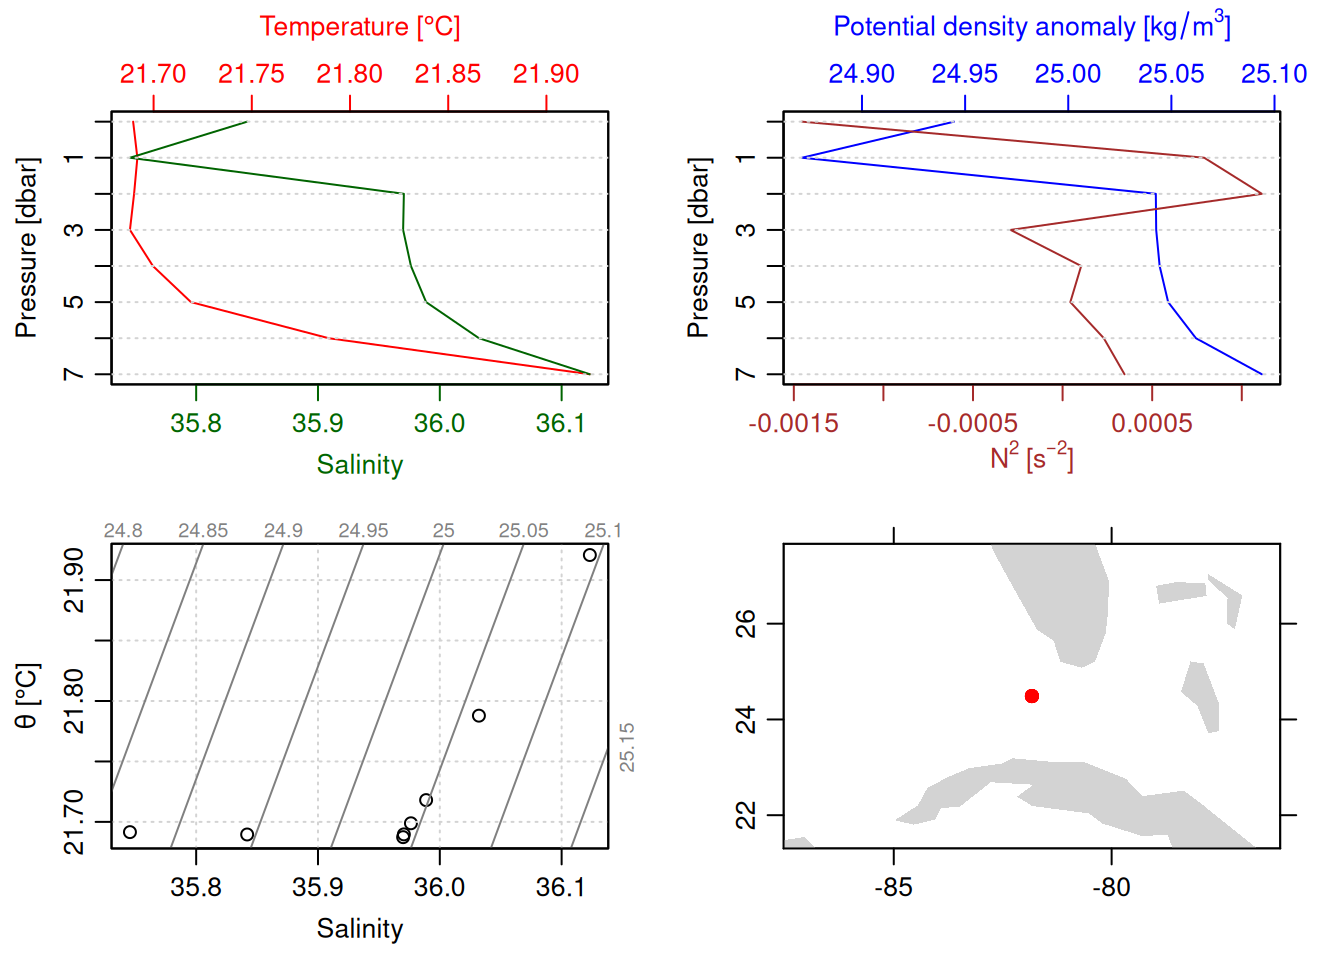 Temperature [°C]
21.70 21.75 21.80 21.85 21.90
Pressure [dbar]
1
3
5
7
35.8 35.9 36.0 36.1
Salinity
Potential density anomaly [kg/m³]
24.90 24.95 25.00 25.05 25.10
Pressure [dbar]
1
3
5
7
-0.0015 -0.0005 0.0005
N² [s⁻²]
24.8 24.85 24.9 24.95 25 25.05 25.1
25.15
θ [°C]
21.90
21.80
21.70
35.8 35.9 36.0 36.1
Salinity
26
24
22
-85 -80